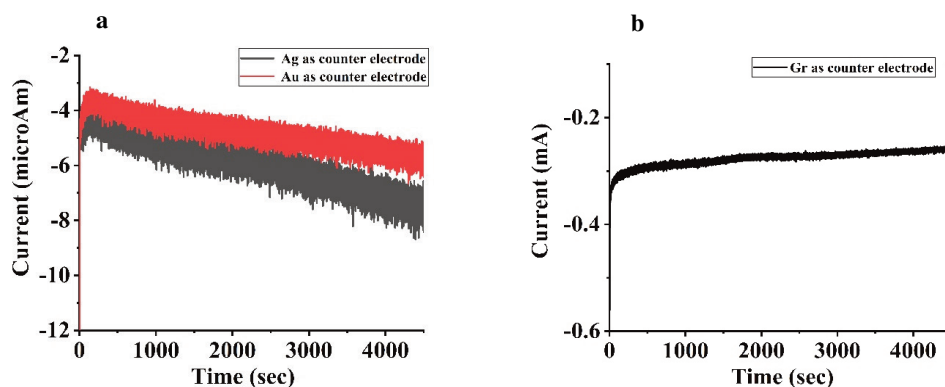 a
Ag as counter electrode
Au as counter electrode
Current (microAm)
-2
-4
-6
-8
-10
-12
0 1000 2000 3000 4000
Time (sec)
b
Gr as counter electrode
Current (mA)
-0.2
-0.4
-0.6
0 1000 2000 3000 4000
Time (sec)